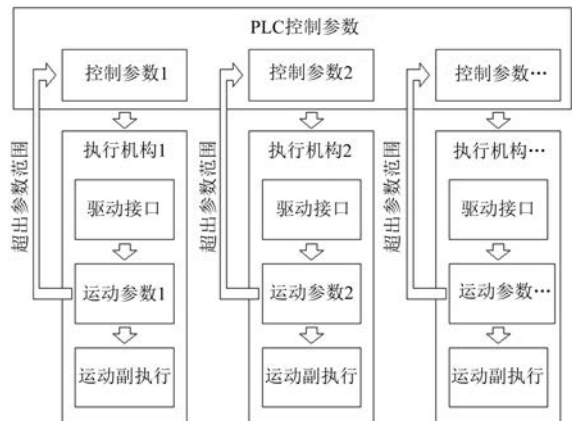 PLC控制参数
控制参数1
控制参数2
控制参数…
超出参数范围
执行机构1
驱动接口
运动参数1
运动副执行
超出参数范围
执行机构2
驱动接口
运动参数2
运动副执行
超出参数范围
执行机构…
驱动接口
运动参数…
运动副执行